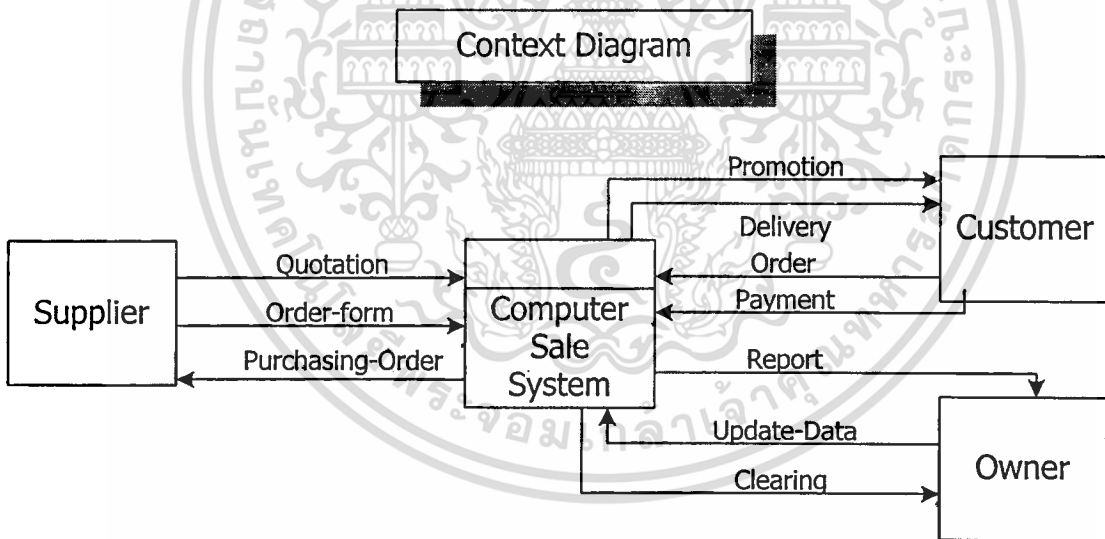 Context Diagram
Promotion
Delivery
Customer
Quotation
Order
Supplier
Order-form
Computer
Sale
System
Payment
Purchasing-Order
Report
Update-Data
Owner
Clearing